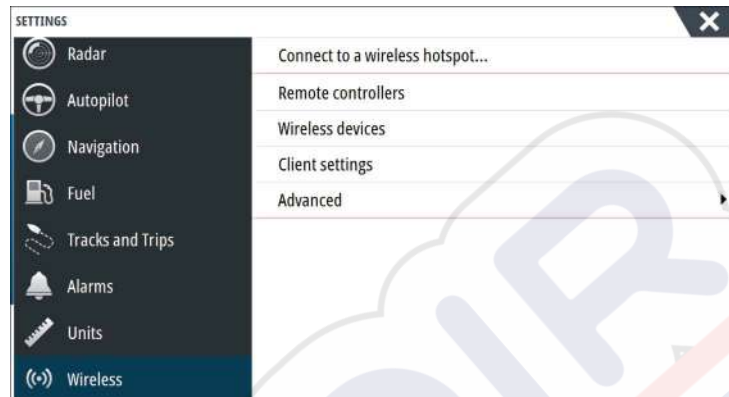 SETTINGS
Radar
Autopilot
Navigation
Fuel
Tracks and Trips
Alarms
Units
Wireless
Connect to a wireless hotspot...
Remote controllers
Wireless devices
Client settings
Advanced